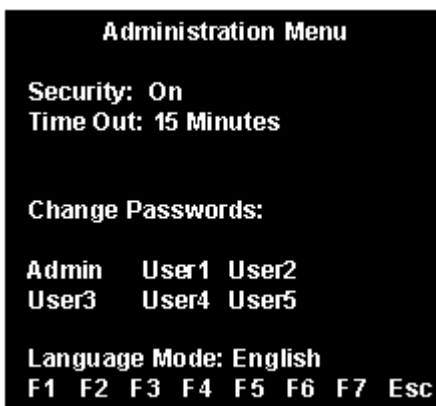 Administration Menu
Security: On
Time Out: 15 Minutes
Change Passwords:
Admin User1 User2
User3 User4 User5
Language Mode: English
F1 F2 F3 F4 F5 F6 F7 Esc